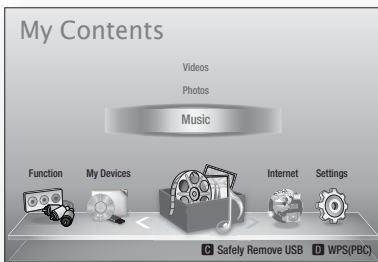 My Contents
Videos
Photos
Music
Function My Devices Internet Settings
C Safely Remove USB D WPS(PBC)